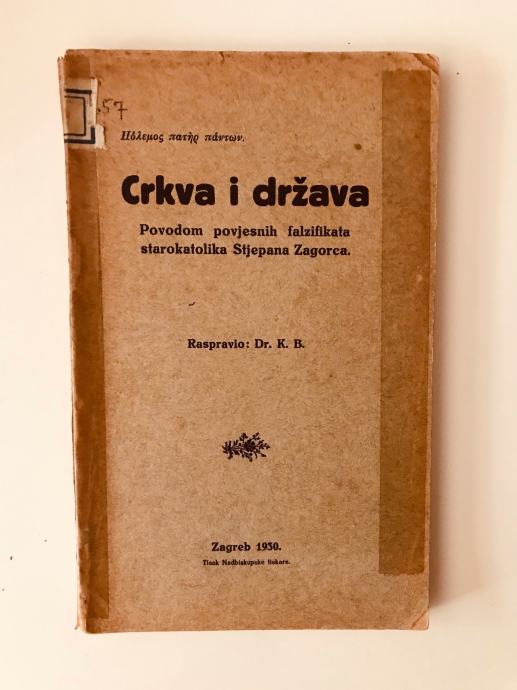 57
Πόλεμος πατὴρ πάντων.
Crkva i država
Povodom povjesnih falzifikata
starokatolika Stjepana Zagorca.
Raspravio: Dr. K. B.
Zagreb 1930.
Tisak Nadbiskupske tiskare.